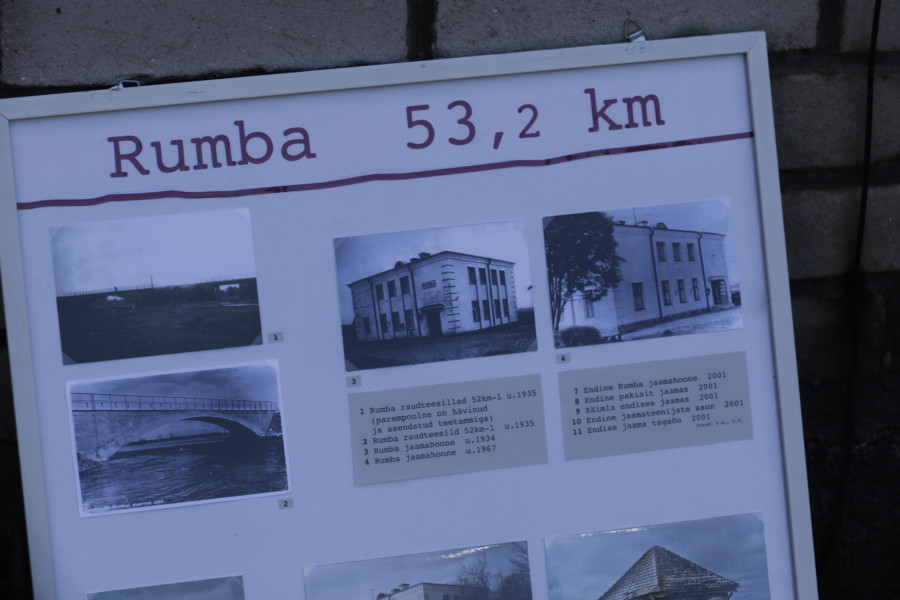 Rumba 53,2 km
1
2
3
4
1 Rumba raudteesillad 52km-l u.1935
(parempoolne on hävinud
ja asendatud teetammiga)
2 Rumba raudteesild 52km-l u.1935
3 Rumba jaamahoone u.1934
4 Rumba jaamahoone u.1967
7 Endine Rumba jaamahoone 2001
8 Endine pakiait jaamas 2001
9 Käimla endises jaamas 2001
10 Endine jaamateenijate saun 2001
11 Endise jaama tagaõu 2001